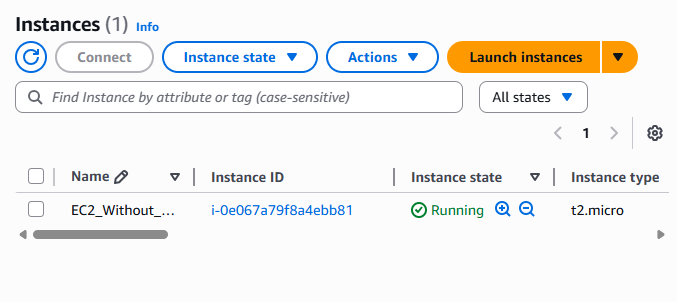 Instances (1) Info
Connect Instance state Actions Launch instances
Find Instance by attribute or tag (case-sensitive) All states
1
Name Instance ID Instance state Instance type
EC2_Without_... i-0e067a79f8a4ebb81 Running t2.micro